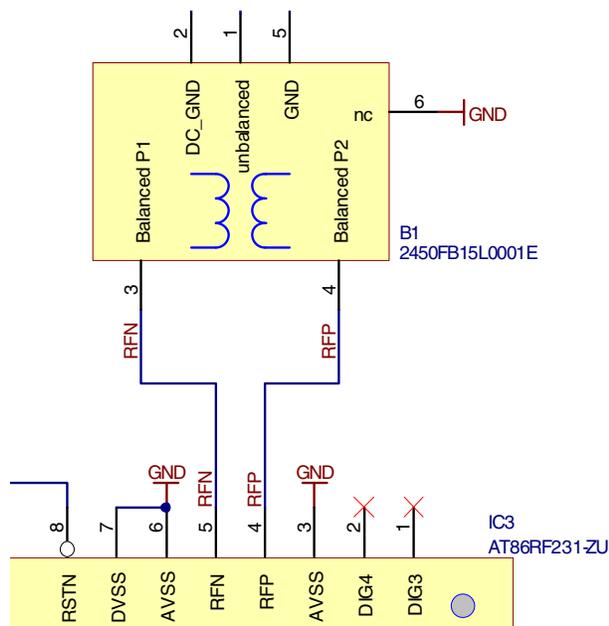 2
1
5
DC_GND
unbalanced
GND
nc
6
GND
Balanced P1
Balanced P2
B1
2450FB15L0001E
3
4
RFN
RFP
GND
RFN
RFP
GND
8
7
6
5
4
3
2
1
IC3
AT86RF231-ZU
RSTN
DVSS
AVSS
RFN
RFP
AVSS
DIG4
DIG3